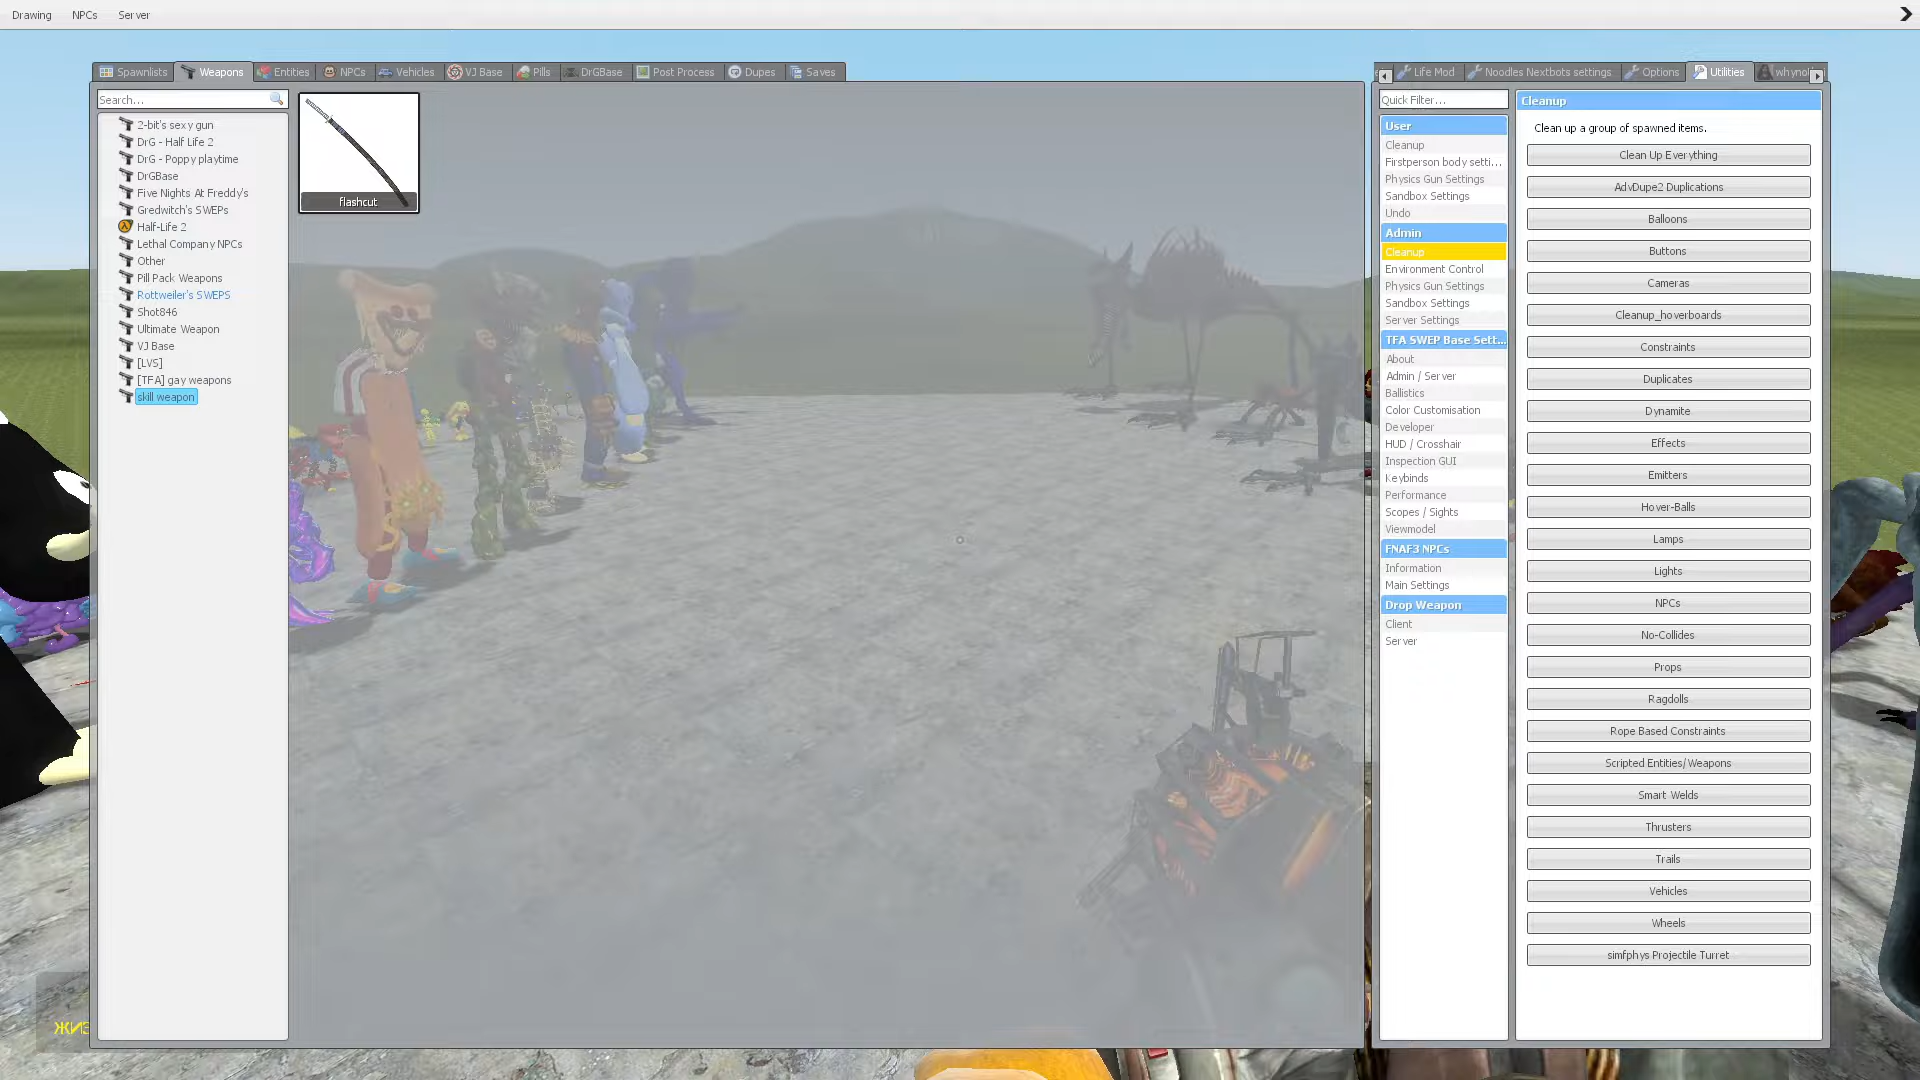 Drawing NPCs Server
Spawnlists Weapons Entities NPCs Vehicles VJ Base Pills DrGBase Post Process Dupes Saves
Search...
2-bit's sexy gun
DrG - Half Life 2
DrG - Poppy playtime
DrGBase
Five Nights At Freddy's
Gredwitch's SWEPs
Half-Life 2
Lethal Company NPCs
Other
Pill Pack Weapons
Rottweiler's SWEPS
Shot846
Ultimate Weapon
VJ Base
[LVS]
[TFA] gay weapons
skill weapon
flashcut
ЖИЗ
Life Mod Noodles Nextbots settings Options Utilities
Quick Filter...
User
Cleanup
Firstperson body setti...
Physics Gun Settings
Sandbox Settings
Undo
Admin
Cleanup
Environment Control
Physics Gun Settings
Sandbox Settings
Server Settings
TFA SWEP Base Sett...
About
Admin / Server
Ballistics
Color Customisation
Developer
HUD / Crosshair
Inspection GUI
Keybinds
Performance
Scopes / Sights
Viewmodel
FNAF3 NPCs
Information
Main Settings
Drop Weapon
Client
Server
Cleanup
Clean up a group of spawned items.
Clean Up Everything
AdvDupe2 Duplications
Balloons
Buttons
Cameras
Cleanup_hoverboards
Constraints
Duplicates
Dynamite
Effects
Emitters
Hover-Balls
Lamps
Lights
NPCs
No-Collides
Props
Ragdolls
Rope Based Constraints
Scripted Entities/Weapons
Smart Welds
Thrusters
Trails
Vehicles
Wheels
simfphys Projectile Turret